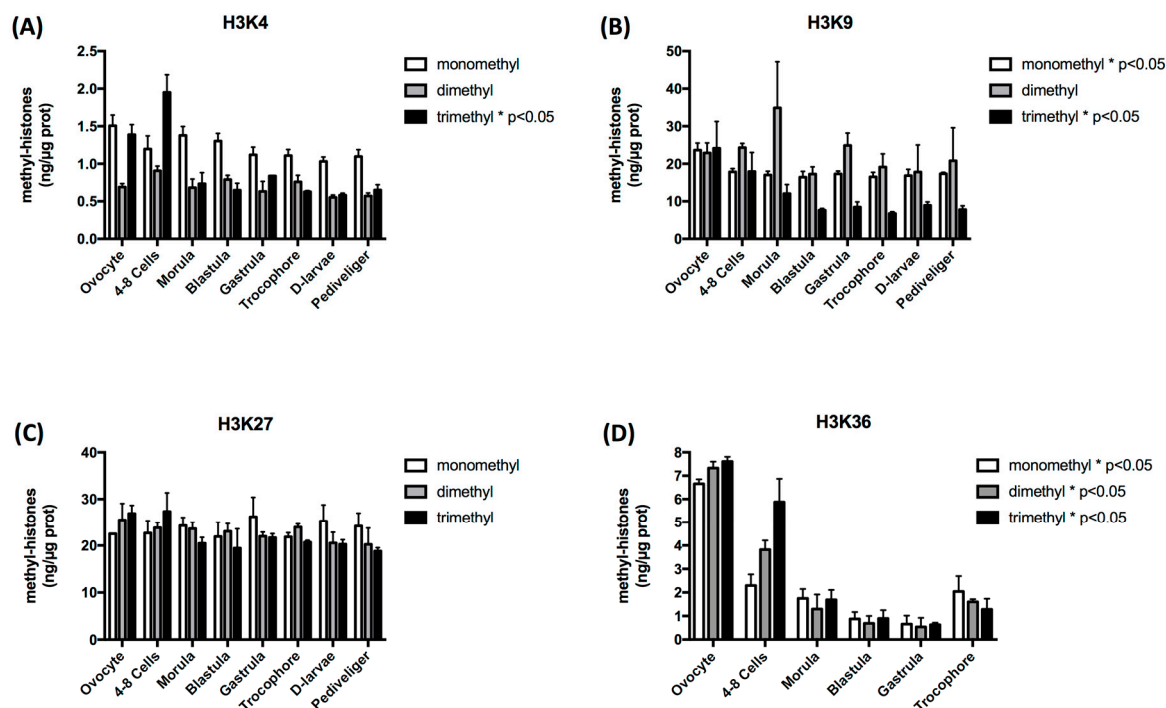 (A)
H3K4
methyl-histones
(ng/µg prot)
2.5
2.0
1.5
1.0
0.5
0.0
Ovocyte
4-8 Cells
Morula
Blastula
Gastrula
Trocophore
D-larvae
Pediveliger
monomethyl
dimethyl
trimethyl * p<0.05
(B)
H3K9
methyl-histones
(ng/µg prot)
50
40
30
20
10
0
Ovocyte
4-8 Cells
Morula
Blastula
Gastrula
Trocophore
D-larvae
Pediveliger
monomethyl * p<0.05
dimethyl
trimethyl * p<0.05
(C)
H3K27
methyl-histones
(ng/µg prot)
40
30
20
10
0
Ovocyte
4-8 Cells
Morula
Blastula
Gastrula
Trocophore
D-larvae
Pediveliger
monomethyl
dimethyl
trimethyl
(D)
H3K36
methyl-histones
(ng/µg prot)
8
7
6
5
4
3
2
1
0
Ovocyte
4-8 Cells
Morula
Blastula
Gastrula
Trocophore
monomethyl * p<0.05
dimethyl * p<0.05
trimethyl * p<0.05